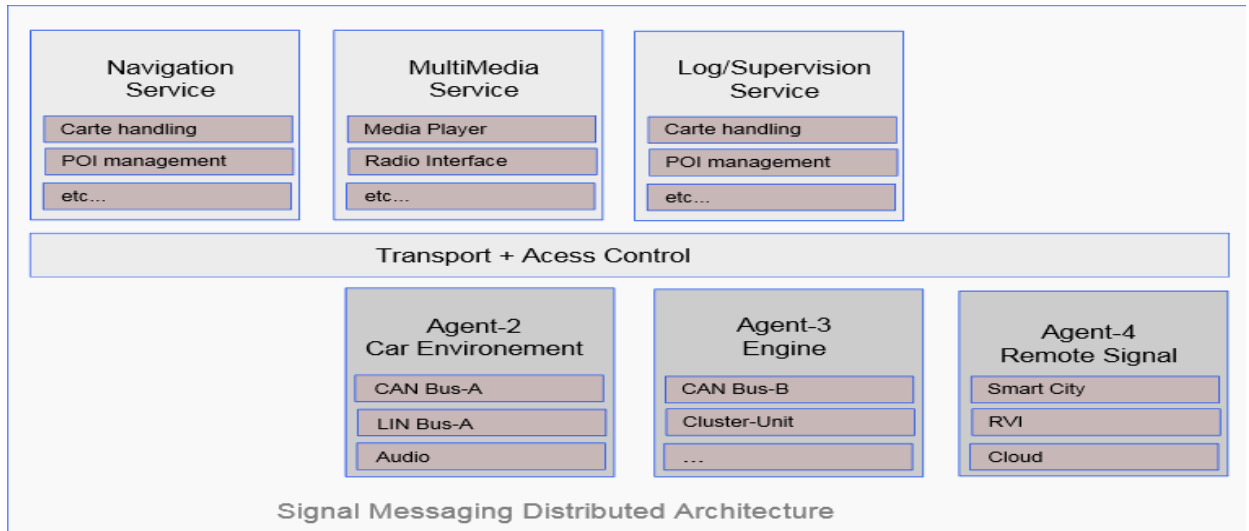 Navigation
Service
Carte handling
POI management
etc...
MultiMedia
Service
Media Player
Radio Interface
etc...
Log/Supervision
Service
Carte handling
POI management
etc...
Transport + Acess Control
Agent-2
Car Environement
CAN Bus-A
LIN Bus-A
Audio
Agent-3
Engine
CAN Bus-B
Cluster-Unit
...
Agent-4
Remote Signal
Smart City
RVI
Cloud
Signal Messaging Distributed Architecture